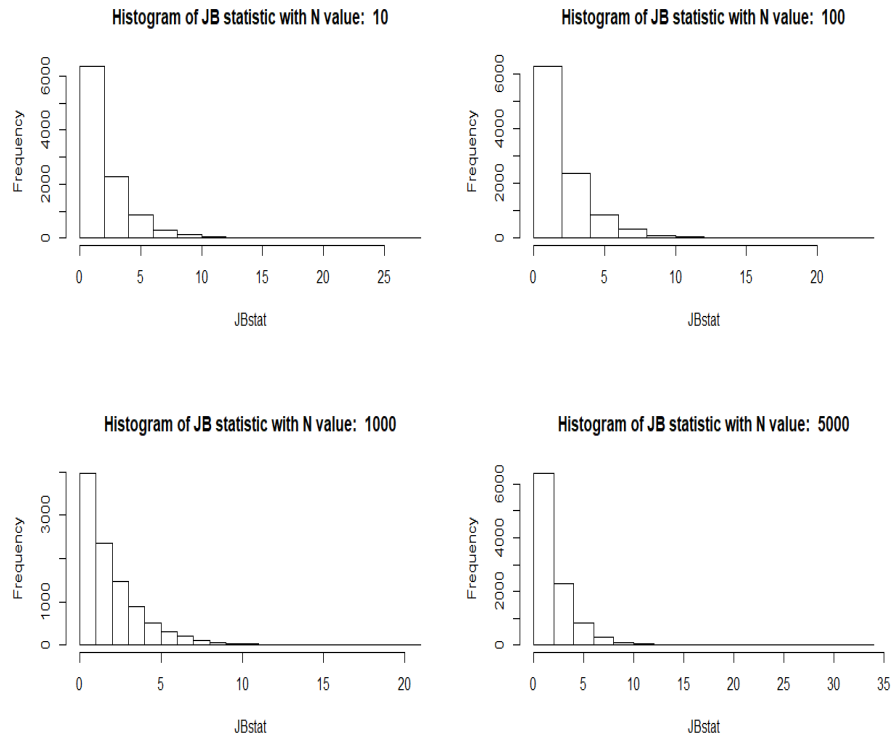 Histogram of JB statistic with N value:  10
Frequency
0 2000 4000 6000
0 5 10 15 20 25
JBstat
Histogram of JB statistic with N value:  100
Frequency
0 2000 4000 6000
0 5 10 15 20
JBstat
Histogram of JB statistic with N value:  1000
Frequency
0 1000 3000
0 5 10 15 20
JBstat
Histogram of JB statistic with N value:  5000
Frequency
0 2000 4000 6000
0 5 10 15 20 25 30 35
JBstat